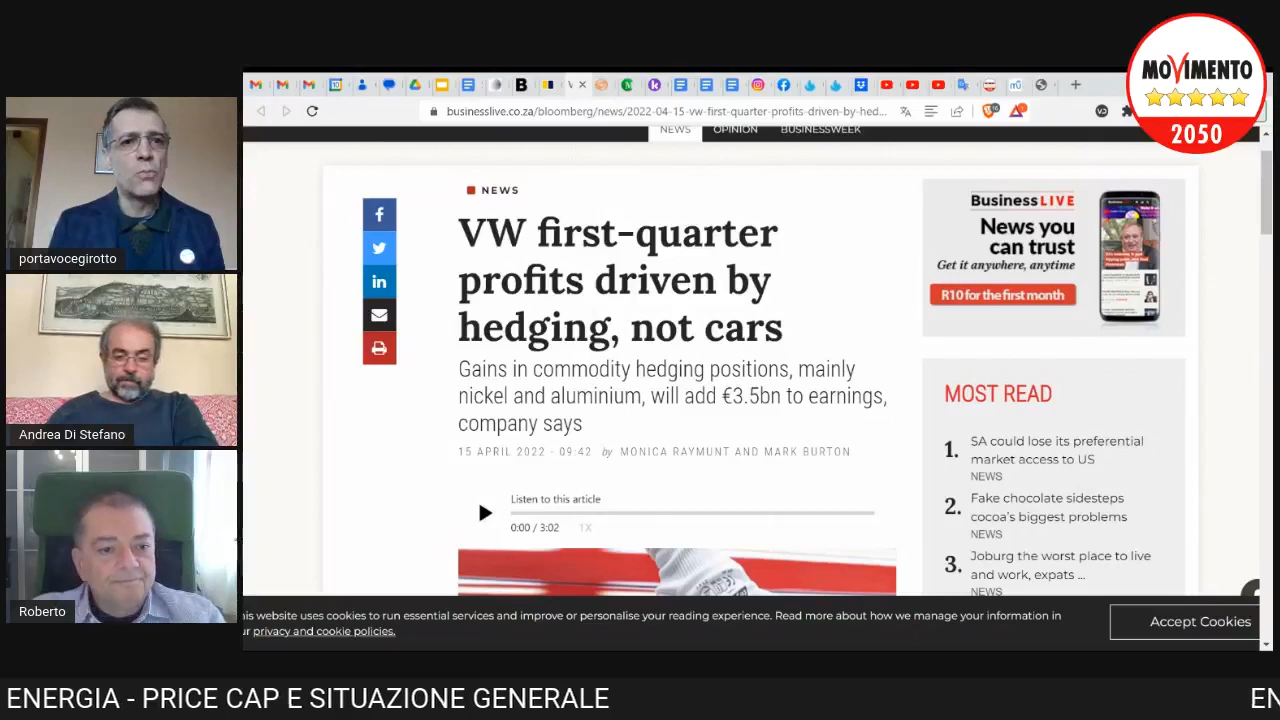 MOVIMENTO
2050
businesslive.co.za/bloomberg/news/2022-04-15-vw-first-quarter-profits-driven-by-hed...
NEWS OPINION BUSINESSWEEK
NEWS
VW first-quarter
profits driven by
hedging, not cars
Gains in commodity hedging positions, mainly
nickel and aluminium, will add €3.5bn to earnings,
company says
15 APRIL 2022 - 09:42 by MONICA RAYMUNT AND MARK BURTON
Listen to this article
0:00 / 3:02 1X
BusinessLIVE
News you
can trust
Get it anywhere, anytime
R10 for the first month
MOST READ
1. SA could lose its preferential
market access to US
NEWS
2. Fake chocolate sidesteps
cocoa's biggest problems
NEWS
3. Joburg the worst place to live
and work, expats ...
NEWS
his website uses cookies to run essential services and improve or personalise your reading experience. Read more about how we manage your information in
ur privacy and cookie policies.
Accept Cookies
portavocegirotto
Andrea Di Stefano
Roberto
ENERGIA - PRICE CAP E SITUAZIONE GENERALE
EN